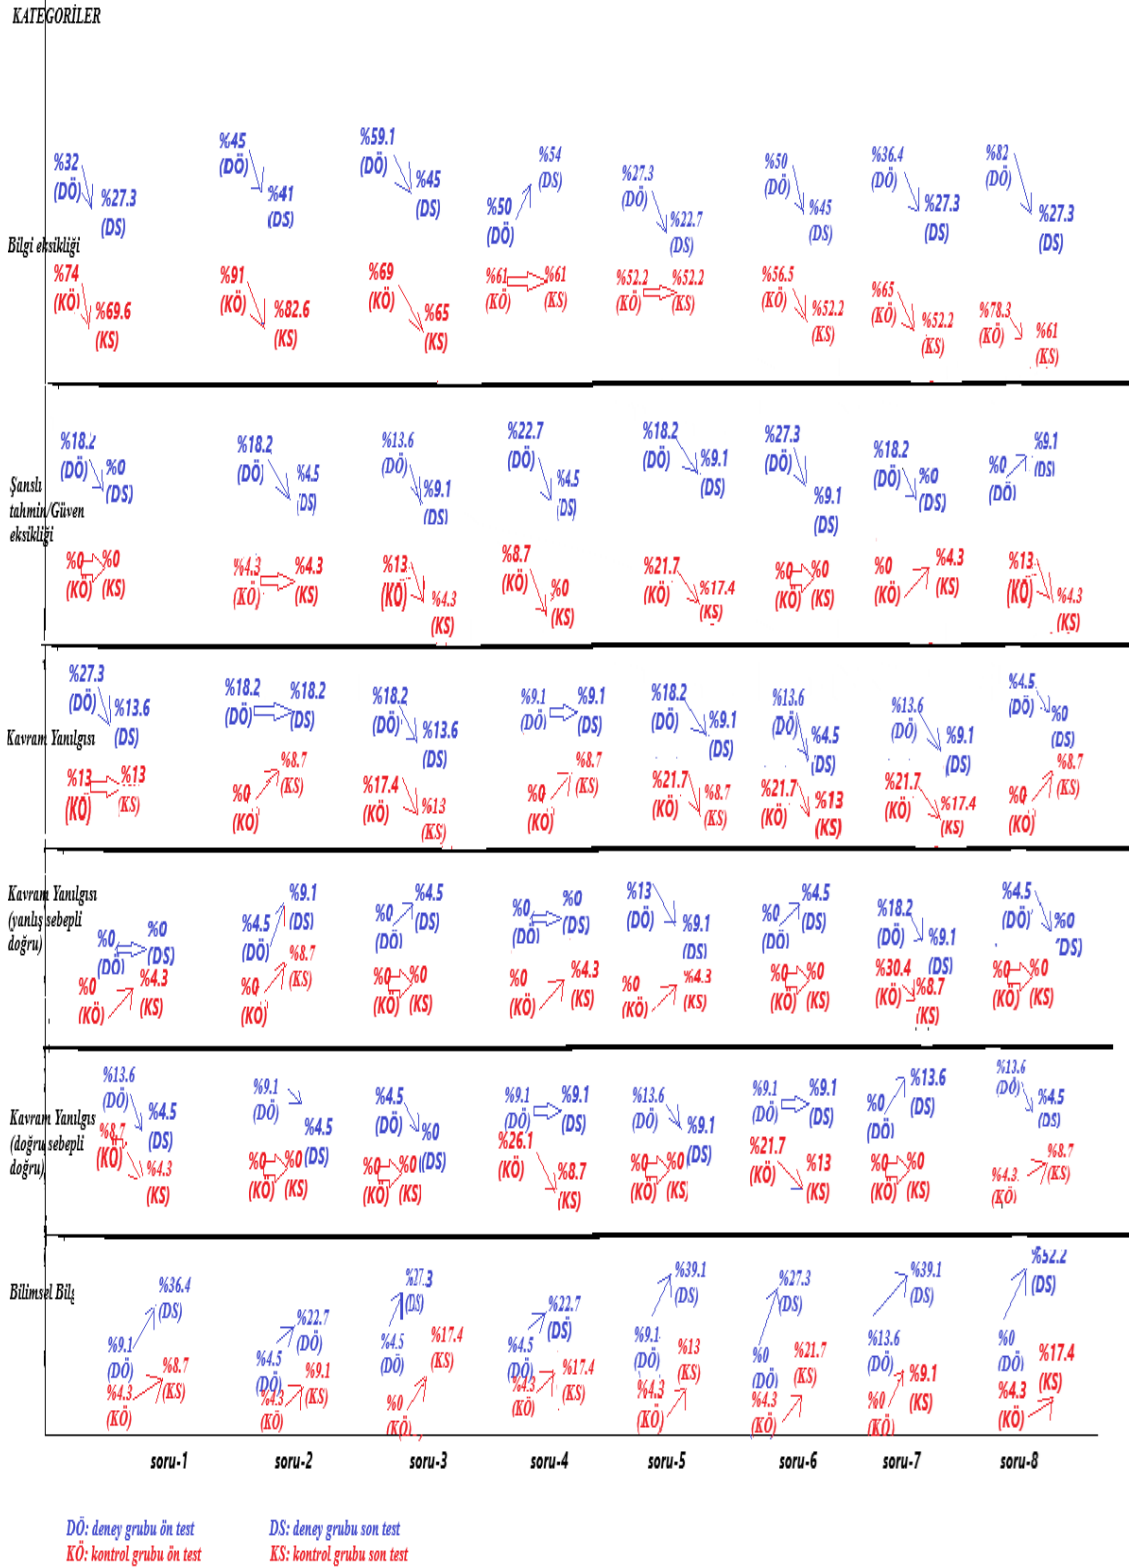 KATEGORİLER
%32 (DÖ) %27.3 (DS) %45 (DÖ) %41 (DS) %59.1 (DÖ) %45 (DS) %50 (DÖ) %54 (DS) %27.3 (DÖ) %22.7 (DS) %50 (DÖ) %45 (DS) %36.4 (DÖ) %27.3 (DS) %82 (DÖ) %27.3 (DS)
Bilgi eksikliği
%74 (KÖ) %69.6 (KS) %91 (KÖ) %82.6 (KS) %69 (KÖ) %65 (KS) %61 (KÖ) %61 (KS) %52.2 (KÖ) %52.2 (KS) %56.5 (KÖ) %52.2 (KS) %65 (KÖ) %52.2 (KS) %78.3 (KÖ) %61 (KS)
%18.2 (DÖ) %0 (DS) %18.2 (DÖ) %4.5 (DS) %13.6 (DÖ) %9.1 (DS) %22.7 (DÖ) %4.5 (DS) %18.2 (DÖ) %9.1 (DS) %27.3 (DÖ) %9.1 (DS) %18.2 (DÖ) %0 (DS) %0 (DÖ) %9.1 (DS)
Şanslı
tahmin/Güven
eksikliği
%0 (KÖ) %0 (KS) %4.3 (KÖ) %4.3 (KS) %13 (KÖ) %4.3 (KS) %8.7 (KÖ) %0 (KS) %21.7 (KÖ) %17.4 (KS) %0 (KÖ) %0 (KS) %0 (KÖ) %4.3 (KS) %13 (KÖ) %4.3 (KS)
%27.3 (DÖ) %13.6 (DS) %18.2 (DÖ) %18.2 (DS) %18.2 (DÖ) %13.6 (DS) %9.1 (DÖ) %9.1 (DS) %18.2 (DÖ) %9.1 (DS) %13.6 (DÖ) %4.5 (DS) %13.6 (DÖ) %9.1 (DS) %4.5 (DÖ) %0 (DS)
Kavram Yanılgısı
%13 (KÖ) %13 (KS) %0 (KÖ) %8.7 (KS) %17.4 (KÖ) %13 (KS) %0 (KÖ) %8.7 (KS) %21.7 (KÖ) %8.7 (KS) %21.7 (KÖ) %13 (KS) %21.7 (KÖ) %17.4 (KS) %0 (KÖ) %8.7 (KS)
Kavram Yanılgısı
(yanlış sebepli
doğru)
%0 (DÖ) %0 (DS) %4.5 (DÖ) %9.1 (DS) %0 (DÖ) %4.5 (DS) %0 (DÖ) %0 (DS) %13 (DÖ) %9.1 (DS) %0 (DÖ) %4.5 (DS) %18.2 (DÖ) %9.1 (DS) %4.5 (DÖ) %0 (DS)
%0 (KÖ) %4.3 (KS) %0 (KÖ) %8.7 (KS) %0 (KÖ) %0 (KS) %0 (KÖ) %4.3 (KS) %0 (KÖ) %4.3 (KS) %0 (KÖ) %0 (KS) %30.4 (KÖ) %8.7 (KS) %0 (KÖ) %0 (KS)
%13.6 (DÖ) %4.5 (DS) %9.1 (DÖ) %4.5 (DS) %4.5 (DÖ) %0 (DS) %9.1 (DÖ) %9.1 (DS) %13.6 (DÖ) %9.1 (DS) %9.1 (DÖ) %9.1 (DS) %0 (DÖ) %13.6 (DS) %13.6 (DÖ) %4.5 (DS)
Kavram Yanılgıs
(doğru sebepli
doğru)
%8.7 (KÖ) %4.3 (KS) %0 (KÖ) %0 (KS) %0 (KÖ) %0 (KS) %26.1 (KÖ) %8.7 (KS) %0 (KÖ) %0 (KS) %21.7 (KÖ) %13 (KS) %0 (KÖ) %0 (KS) %4.3 (KÖ) %8.7 (KS)
Bilimsel Bilg
%9.1 (DÖ) %36.4 (DS) %4.5 (DÖ) %22.7 (DÖ) %4.5 (DÖ) %27.3 (DS) %4.5 (DÖ) %22.7 (DS) %9.1 (DÖ) %39.1 (DS) %0 (DÖ) %27.3 (DS) %13.6 (DÖ) %39.1 (DS) %0 (DÖ) %52.2 (DS)
%4.3 (KÖ) %8.7 (KS) %4.3 (KÖ) %9.1 (KS) %0 (KÖ) %17.4 (KS) %4.3 (KÖ) %17.4 (KS) %4.3 (KÖ) %13 (KS) %4.3 (KÖ) %21.7 (KS) %0 (KÖ) %9.1 (KS) %4.3 (KÖ) %17.4 (KS)
soru-1 soru-2 soru-3 soru-4 soru-5 soru-6 soru-7 soru-8
DÖ: deney grubu ön test DS: deney grubu son test
KÖ: kontrol grubu ön test KS: kontrol grubu son test